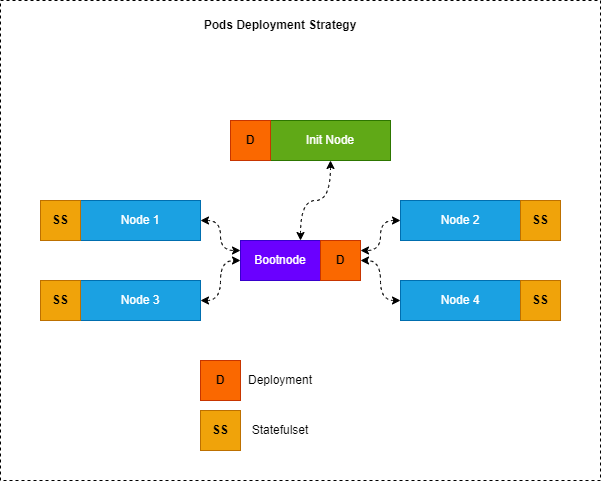 Pods Deployment Strategy
D Init Node
SS Node 1
Node 2 SS
Bootnode D
SS Node 3
Node 4 SS
D Deployment
SS Statefulset